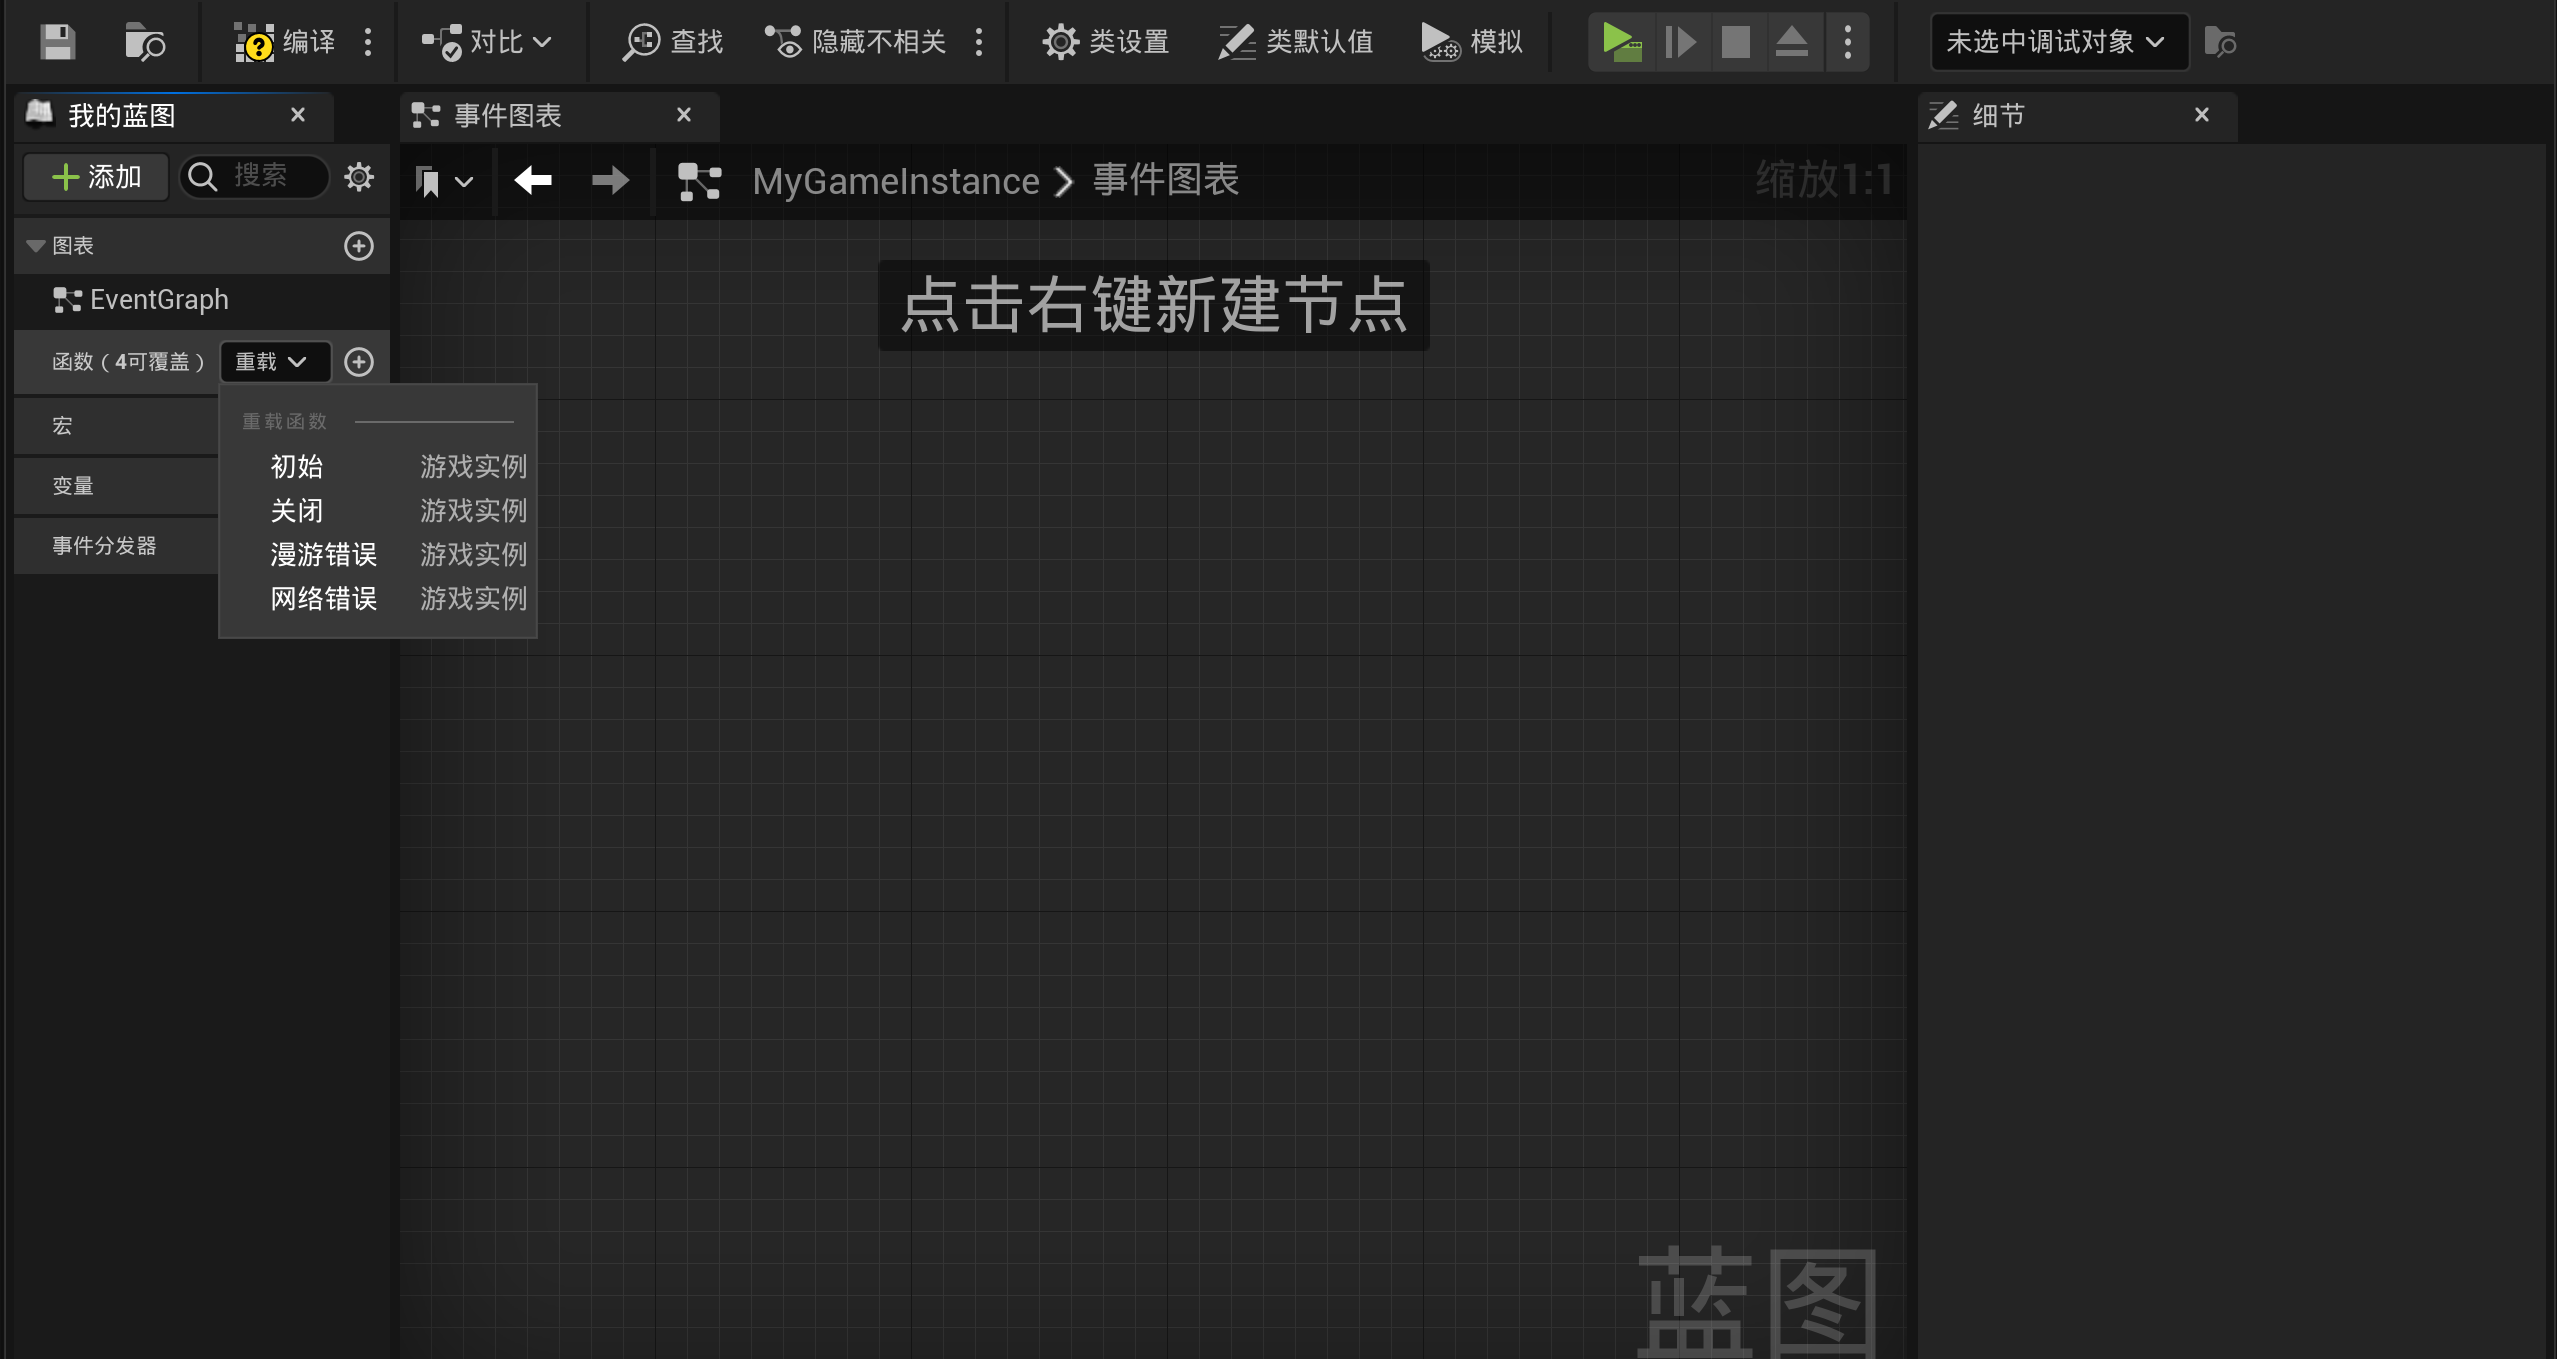 编译
对比
查找
隐藏不相关
类设置
类默认值
模拟
未选中调试对象
我的蓝图
事件图表
细节
添加
搜索
MyGameInstance
事件图表
缩放1:1
图表
EventGraph
点击右键新建节点
函数（4可覆盖）
重载
宏
变量
事件分发器
重载函数
初始 游戏实例
关闭 游戏实例
漫游错误 游戏实例
网络错误 游戏实例
蓝图